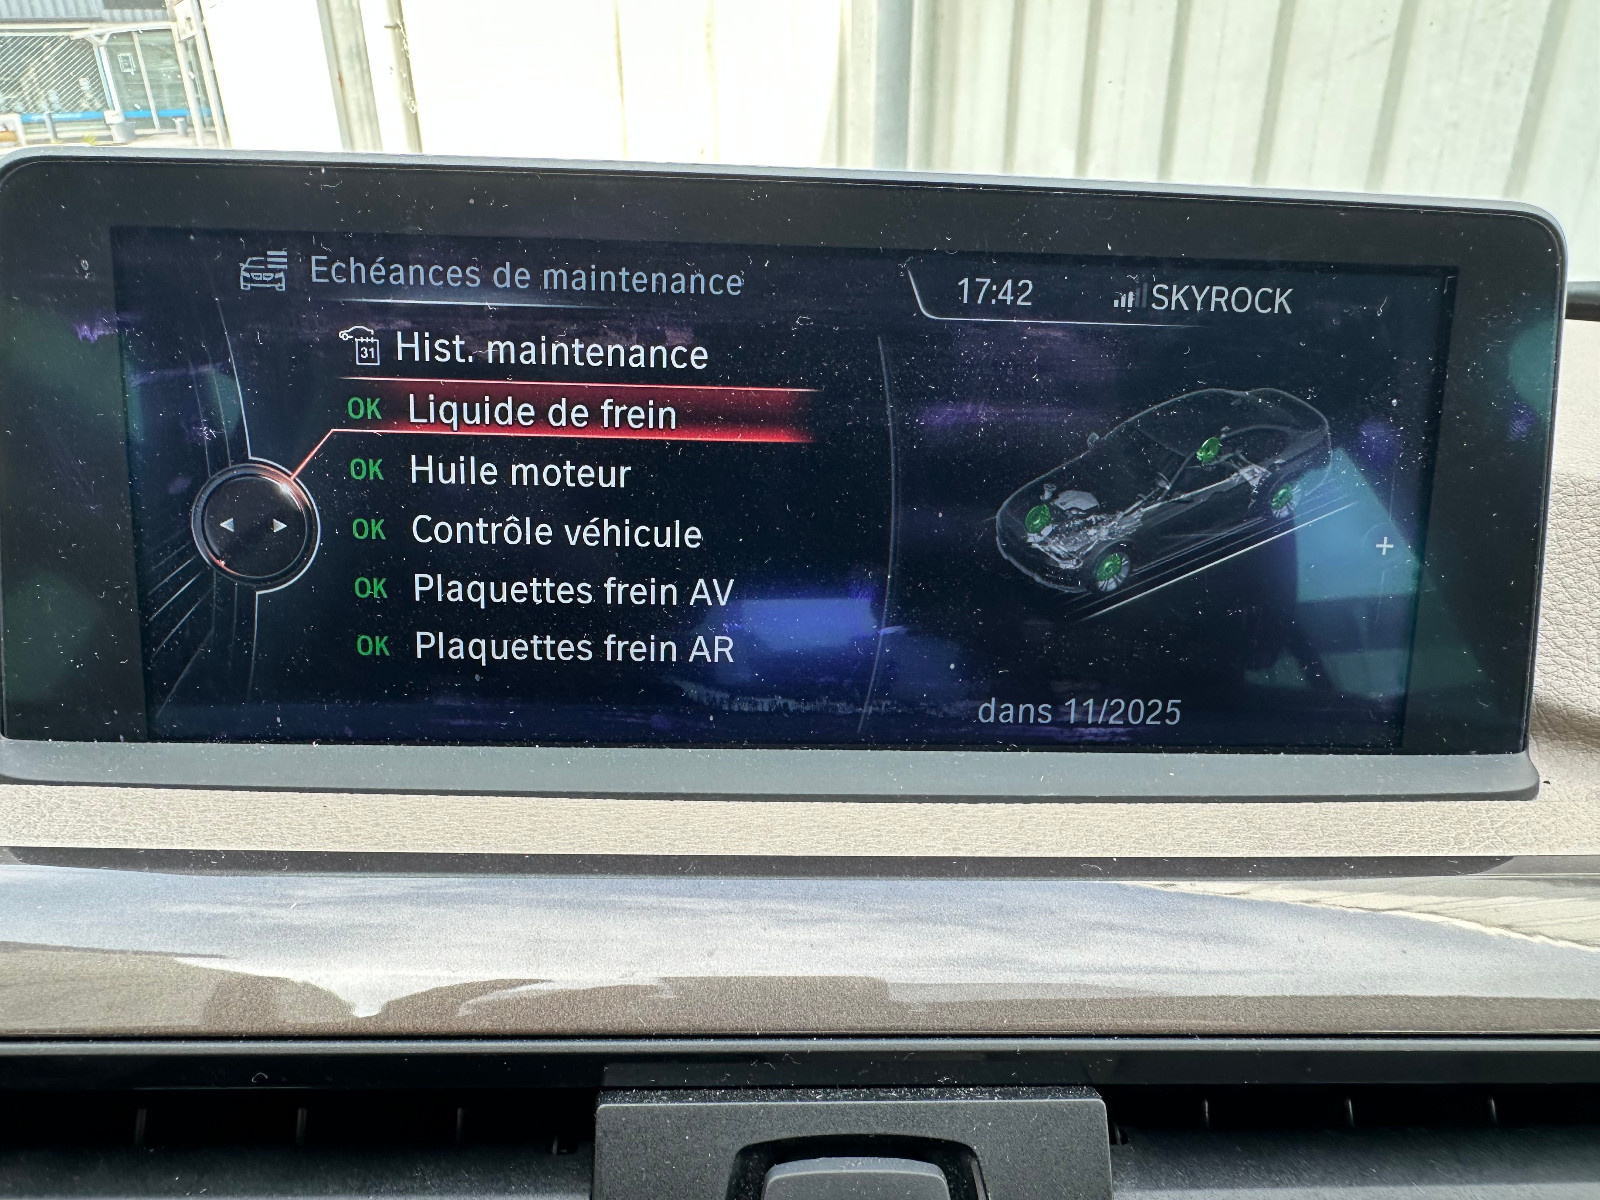 Echéances de maintenance
17:42 SKYROCK
31 Hist. maintenance
OK Liquide de frein
OK Huile moteur
OK Contrôle véhicule
OK Plaquettes frein AV
OK Plaquettes frein AR
+
dans 11/2025